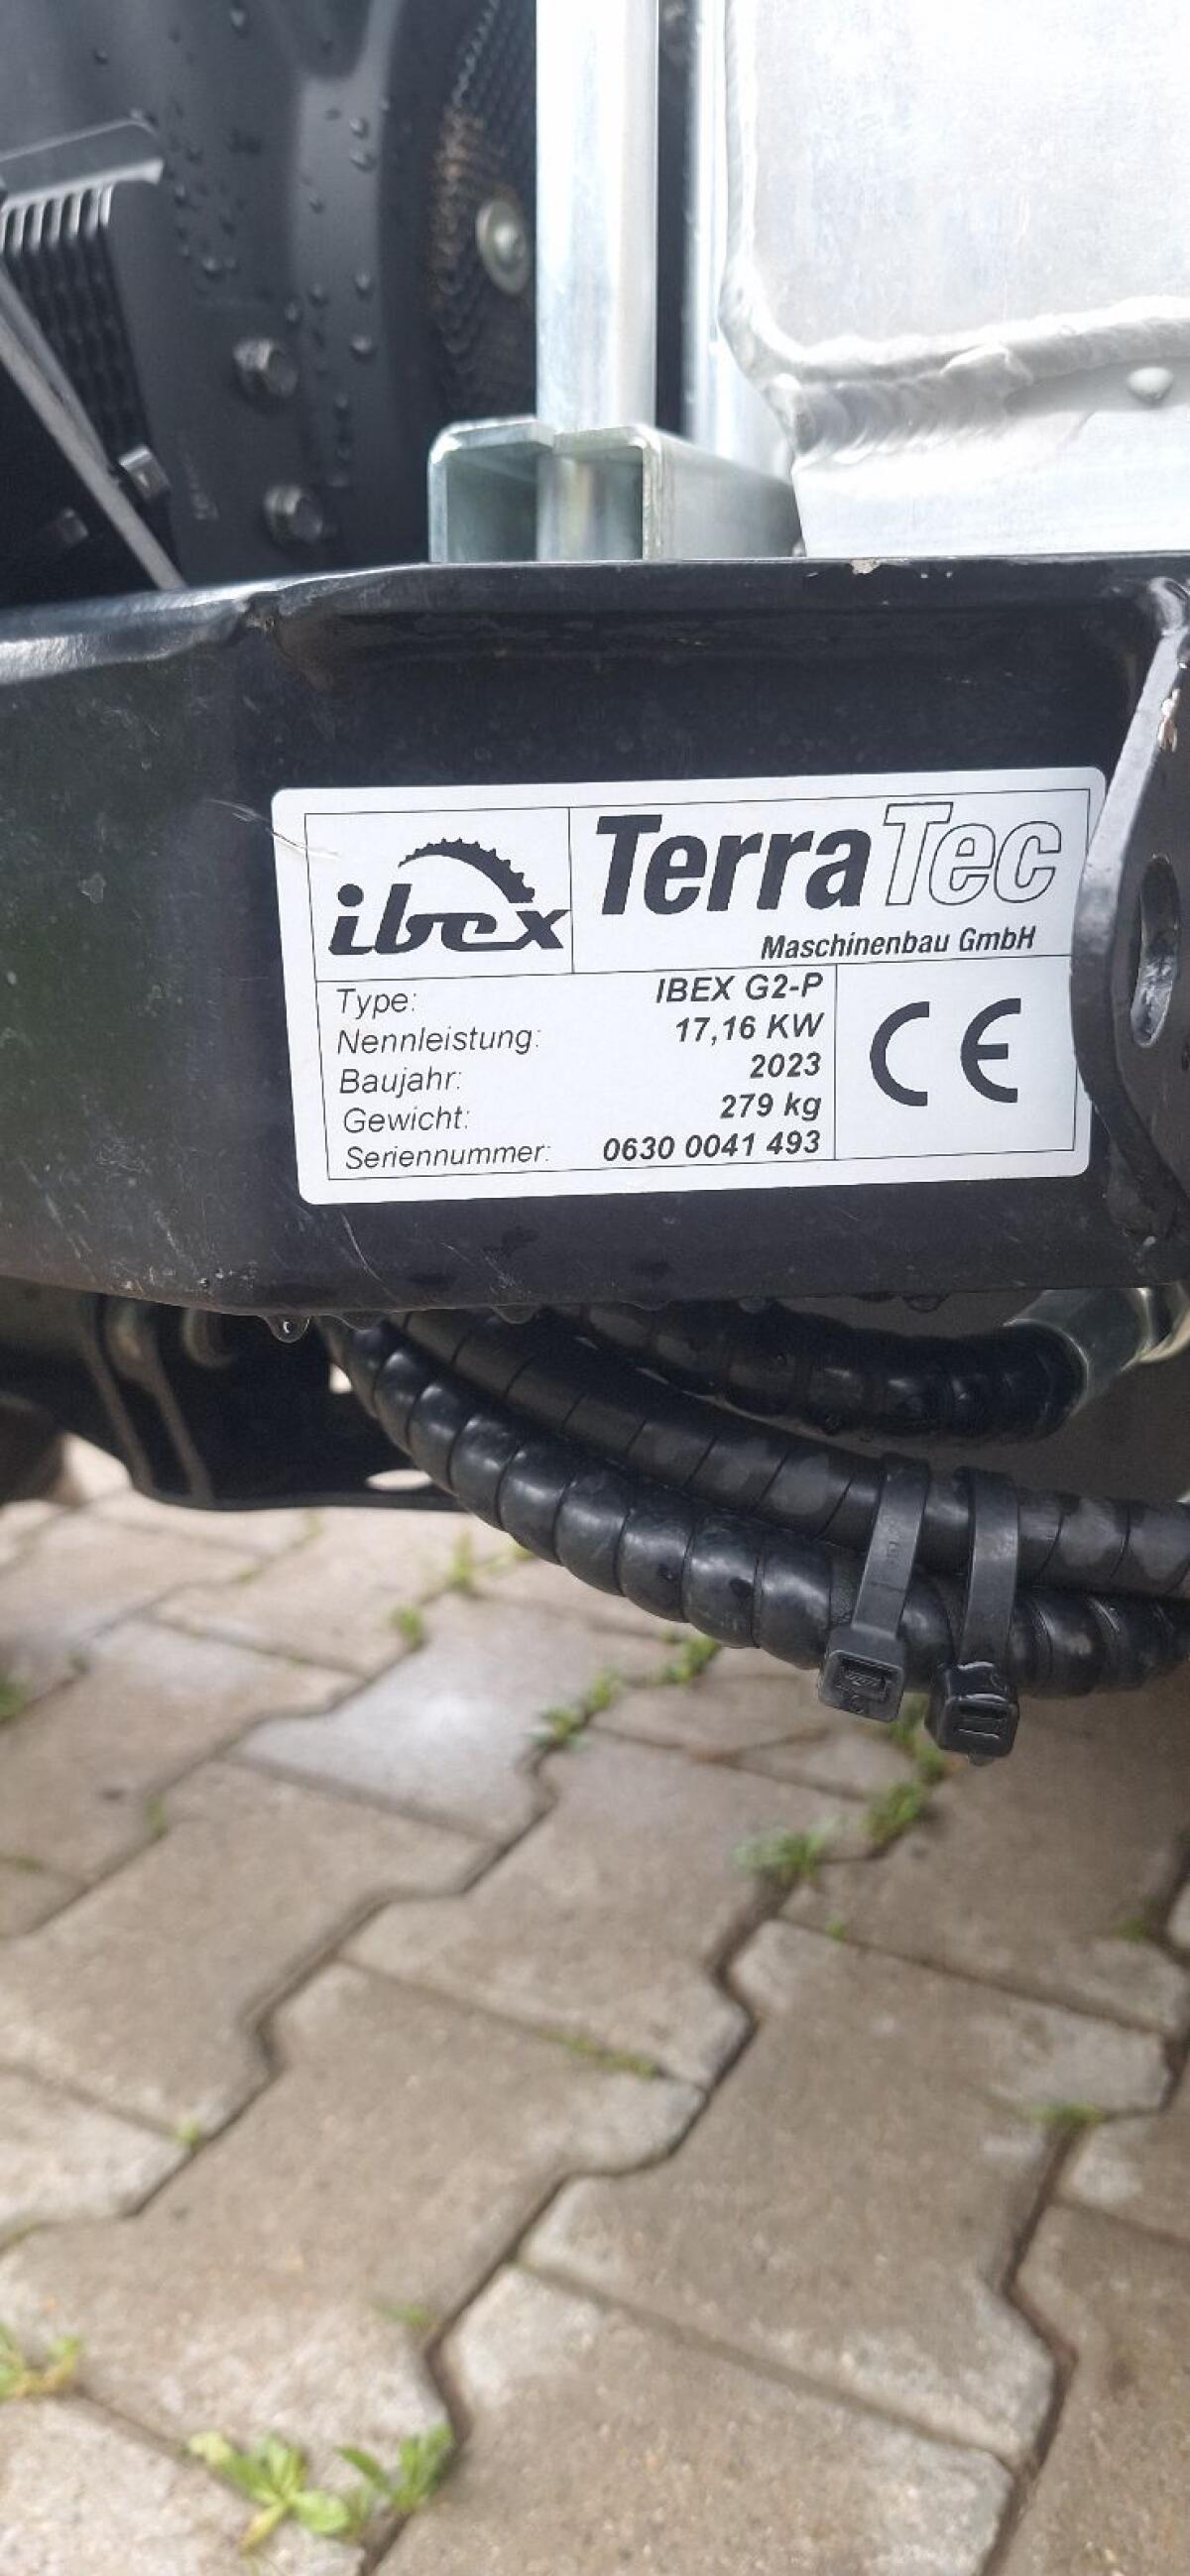 ibex
TerraTec
Maschinenbau GmbH
Type: IBEX G2-P
Nennleistung: 17,16 KW
Baujahr: 2023
Gewicht: 279 kg
Seriennummer: 0630 0041 493
CE